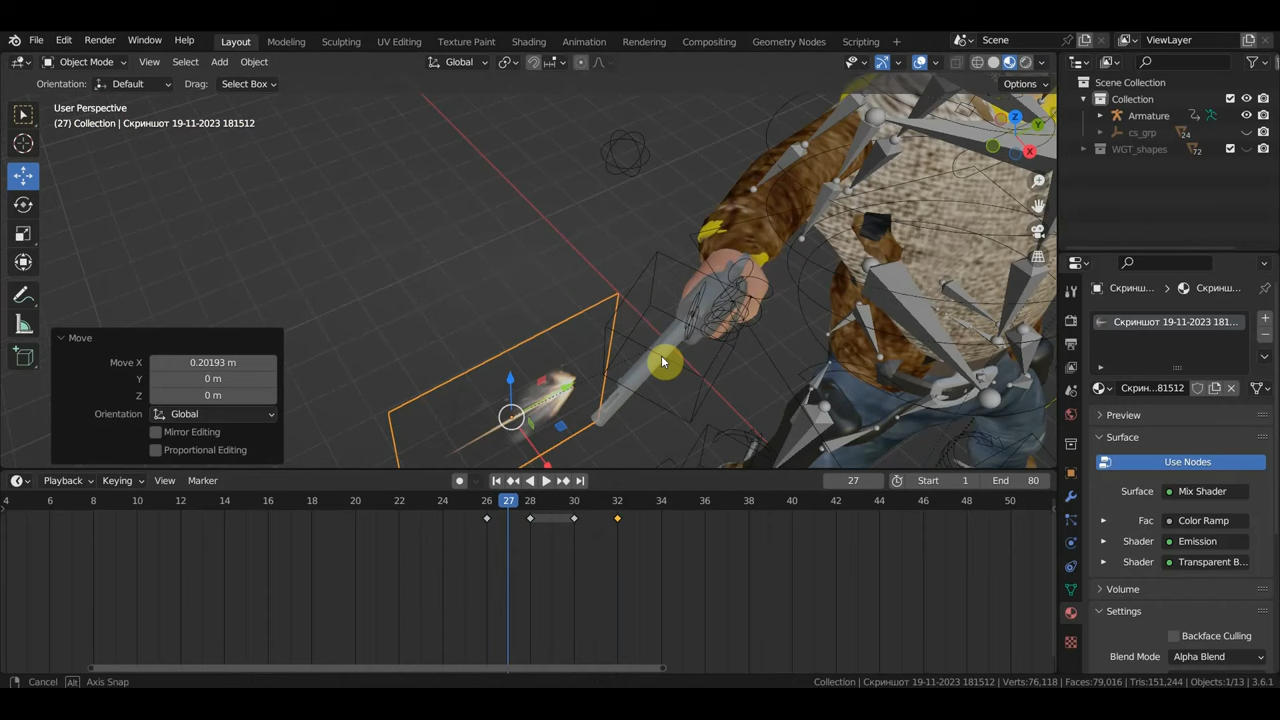 File Edit Render Window Help Layout Modeling Sculpting UV Editing Texture Paint Shading Animation Rendering Compositing Geometry Nodes Scripting + Scene ViewLayer
Object Mode View Select Add Object Global
Orientation: Default Drag: Select Box Options
User Perspective
(27) Collection | Скриншот 19-11-2023 181512
Scene Collection
Collection
Armature
cs_grp 24
WGT_shapes 72
Z
Y
X
Move
Move X 0.20193 m
Y 0 m
Z 0 m
Orientation Global
Mirror Editing
Proportional Editing
Скринш... Скринш...
Скриншот 19-11-2023 181...
Скрин...81512
Preview
Surface
Use Nodes
Surface Mix Shader
Fac Color Ramp
Shader Emission
Shader Transparent B...
Volume
Settings
Backface Culling
Blend Mode Alpha Blend
Playback Keying View Marker 27 Start 1 End 80
4 8 10 12 14 16 18 20 22 24 26 27 28 30 32 34 36 38 40 42 44 46 48 50
Cancel Alt Axis Snap Collection | Скриншот 19-11-2023 181512 | Verts:76,118 | Faces:79,016 | Tris:151,244 | Objects:1/13 | 3.6.1